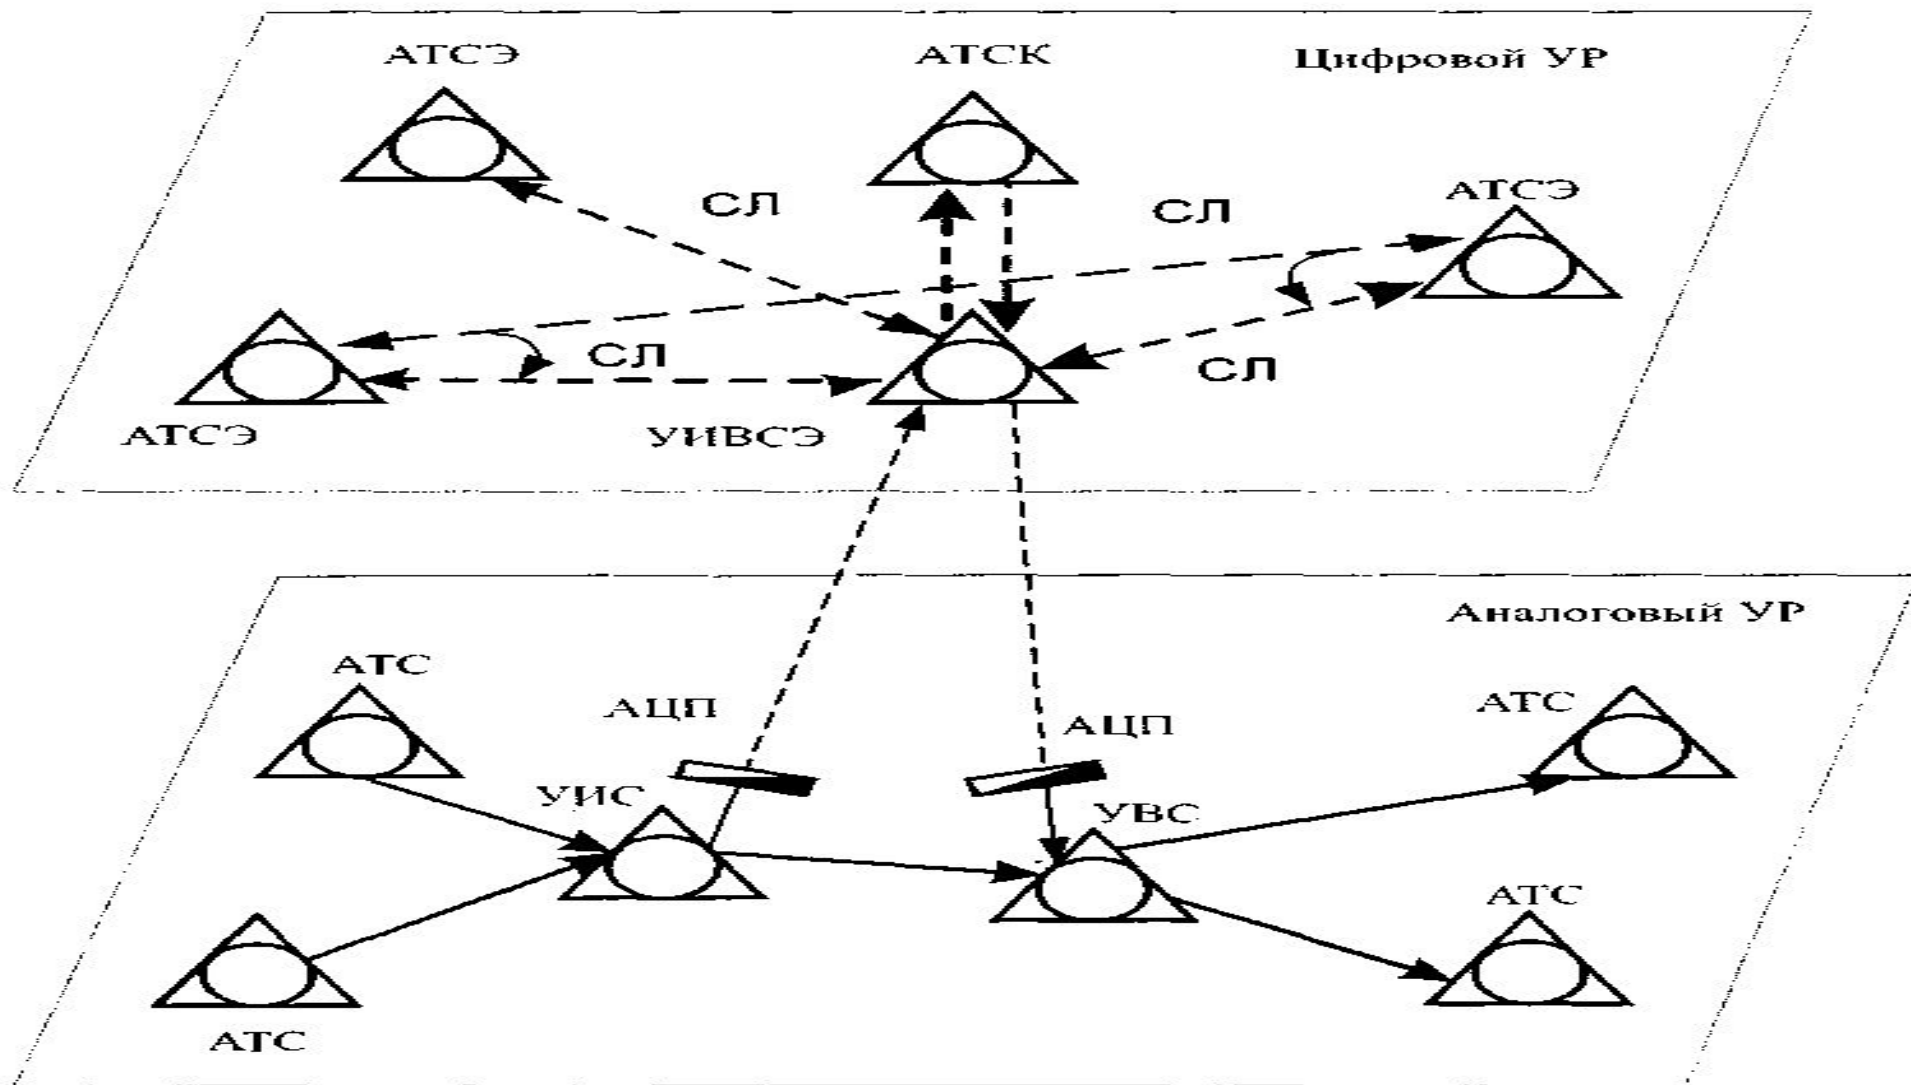 АТСЭ
АТСК
Цифровой УР
СЛ
СЛ
АТСЭ
СЛ
СЛ
АТСЭ
УИВСЭ
Аналоговый УР
АТС
АЦП
АЦП
АТС
УИС
УВС
АТС
АТС